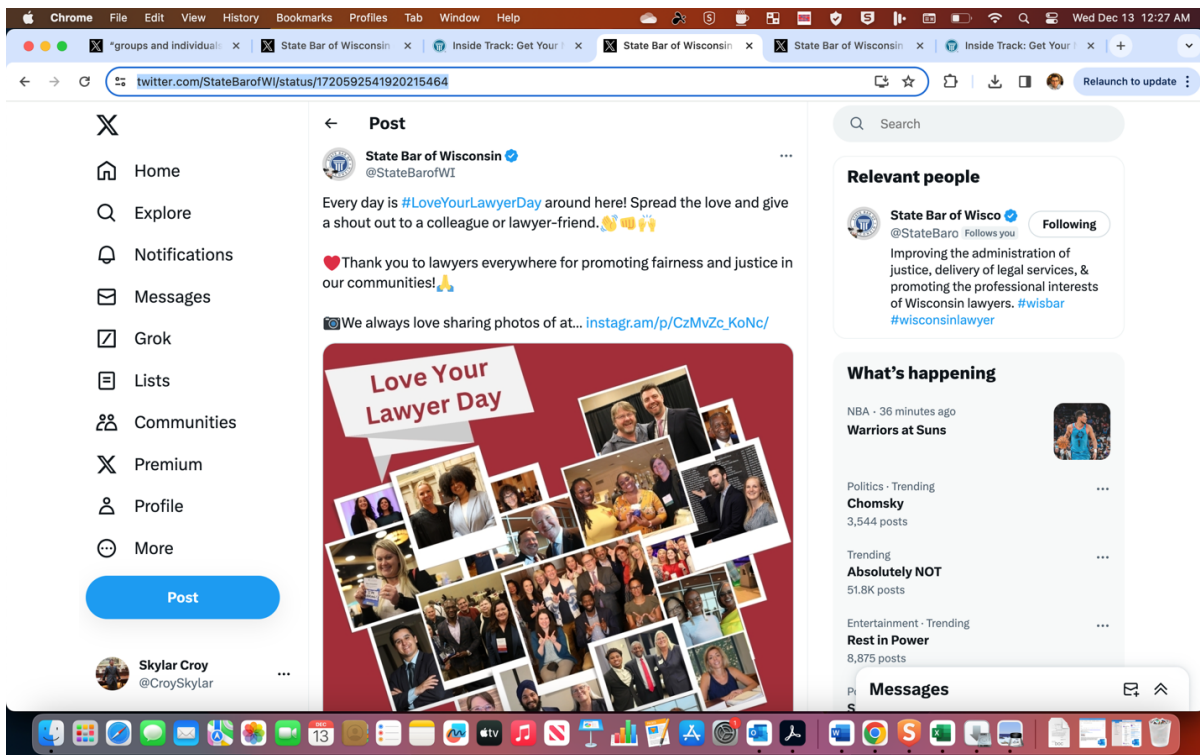 Chrome File Edit View History Bookmarks Profiles Tab Window Help Wed Dec 13 12:27 AM
"groups and individuals State Bar of Wisconsin Inside Track: Get Your State Bar of Wisconsin State Bar of Wisconsin Inside Track: Get Your
twitter.com/StateBarofWI/status/1720592541920215464 Relaunch to update
Home
Explore
Notifications
Messages
Grok
Lists
Communities
Premium
Profile
More
Post
Skylar Croy
@CroySkylar
Post
State Bar of Wisconsin
@StateBarofWI
Every day is #LoveYourLawyerDay around here! Spread the love and give
a shout out to a colleague or lawyer-friend.👏👊🙌
❤️Thank you to lawyers everywhere for promoting fairness and justice in
our communities!🙏
📷We always love sharing photos of at... instagr.am/p/CzMvZc_KoNc/
Love Your
Lawyer Day
Search
Relevant people
State Bar of Wisco
@StateBaro Follows you
Following
Improving the administration of
justice, delivery of legal services, &
promoting the professional interests
of Wisconsin lawyers. #wisbar
#wisconsinlawyer
What's happening
NBA · 36 minutes ago
Warriors at Suns
Politics · Trending
Chomsky
3,544 posts
Trending
Absolutely NOT
51.8K posts
Entertainment · Trending
Rest in Power
8,875 posts
Messages
DEC
13
tv
1